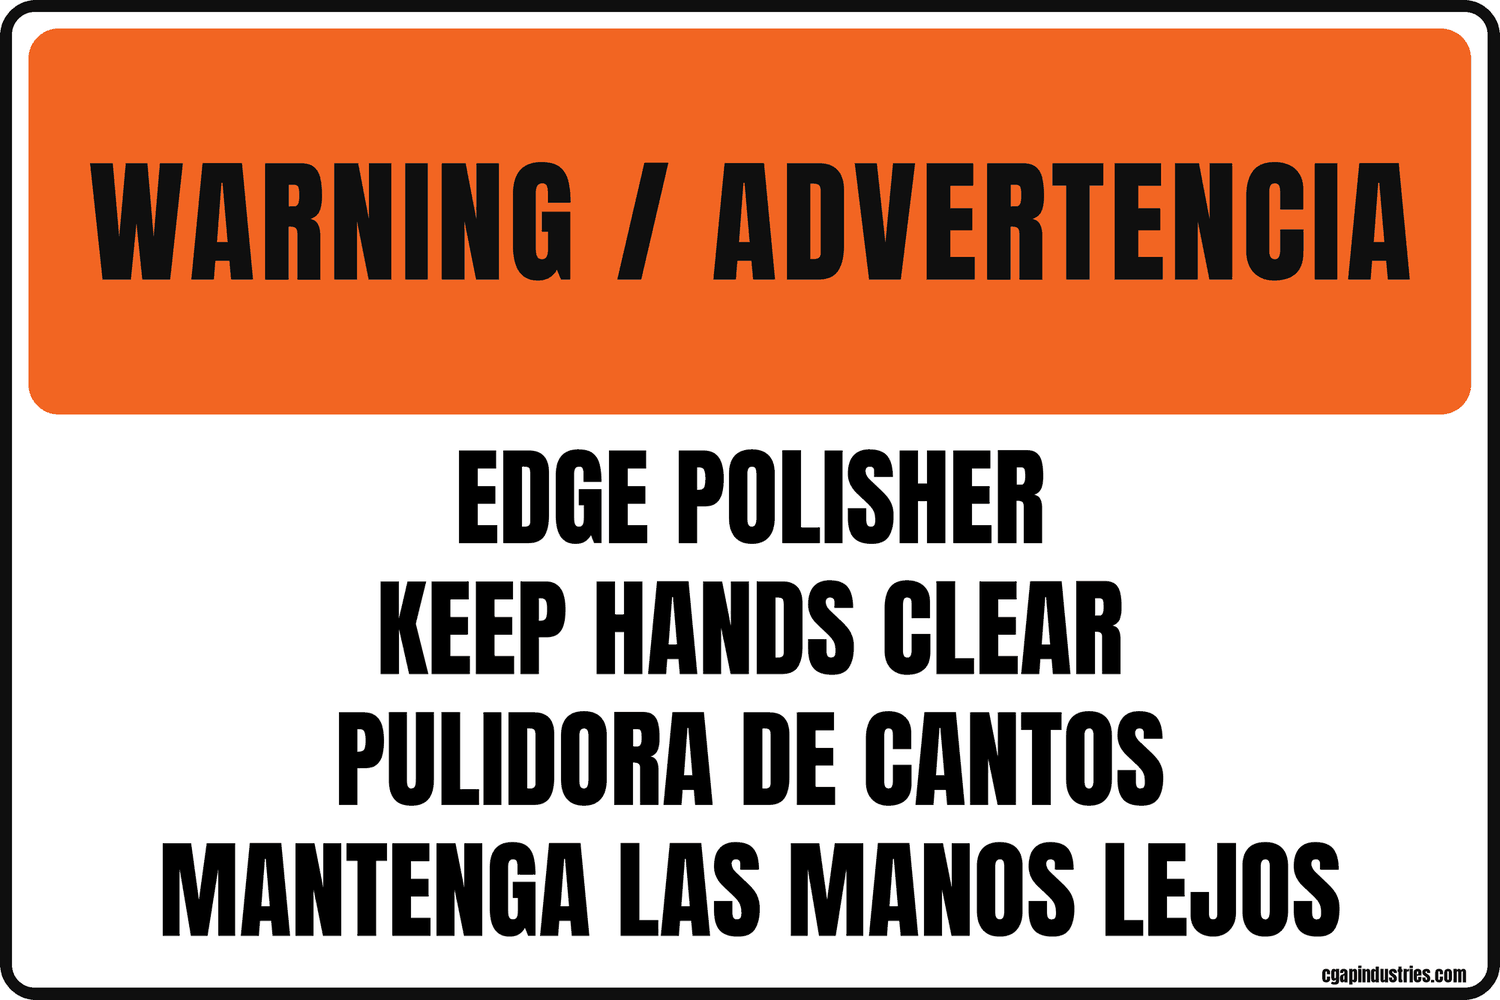 WARNING / ADVERTENCIA
EDGE POLISHER
KEEP HANDS CLEAR
PULIDORA DE CANTOS
MANTENGA LAS MANOS LEJOS
cgapindustries.com